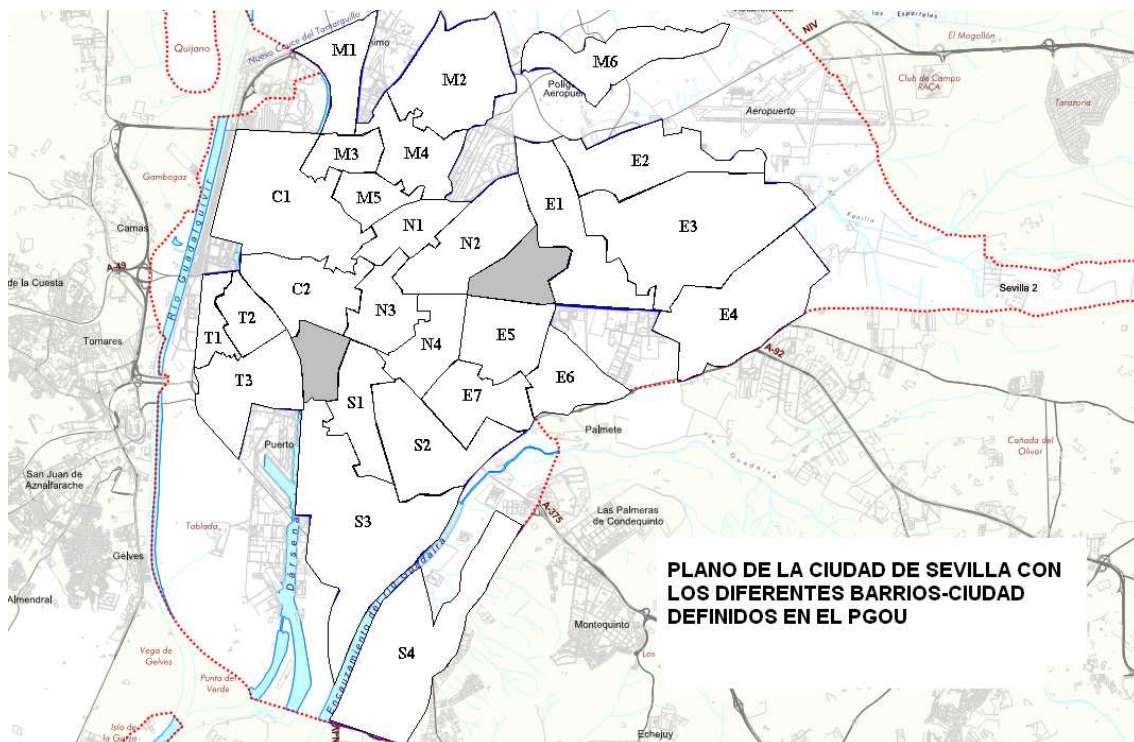 Quijano
Nuevo Cauce del Tamarguillo
M1
M2
M6
NIV
El Mogollón
Club de Campo
RACA
Tarazona
Aeropuerto
Aeropuerto
M3
M4
E2
Gambogaz
C1
M5
E1
E3
N1
Camas
N2
Río Guadalquivir
A-49
de la Cuesta
Sevilla 2
C2
T2
N3
E4
T1
N4
E5
Tomares
A-92
T3
E6
E7
S1
Puerto
S2
Palmete
Cañada del
Olivar
Guadaira
San Juan de
Aznalfarache
Tablada
A-375
Las Palmeras
de Condequinto
S3
Dársena
Gelves
Encauzamiento del río Guadaira
PLANO DE LA CIUDAD DE SEVILLA CON
LOS DIFERENTES BARRIOS-CIUDAD
DEFINIDOS EN EL PGOU
Almendral
Montequinto
Los
S4
Vega de
Gelves
Punta del
Verde
Isla de
la Garza
Echejuy